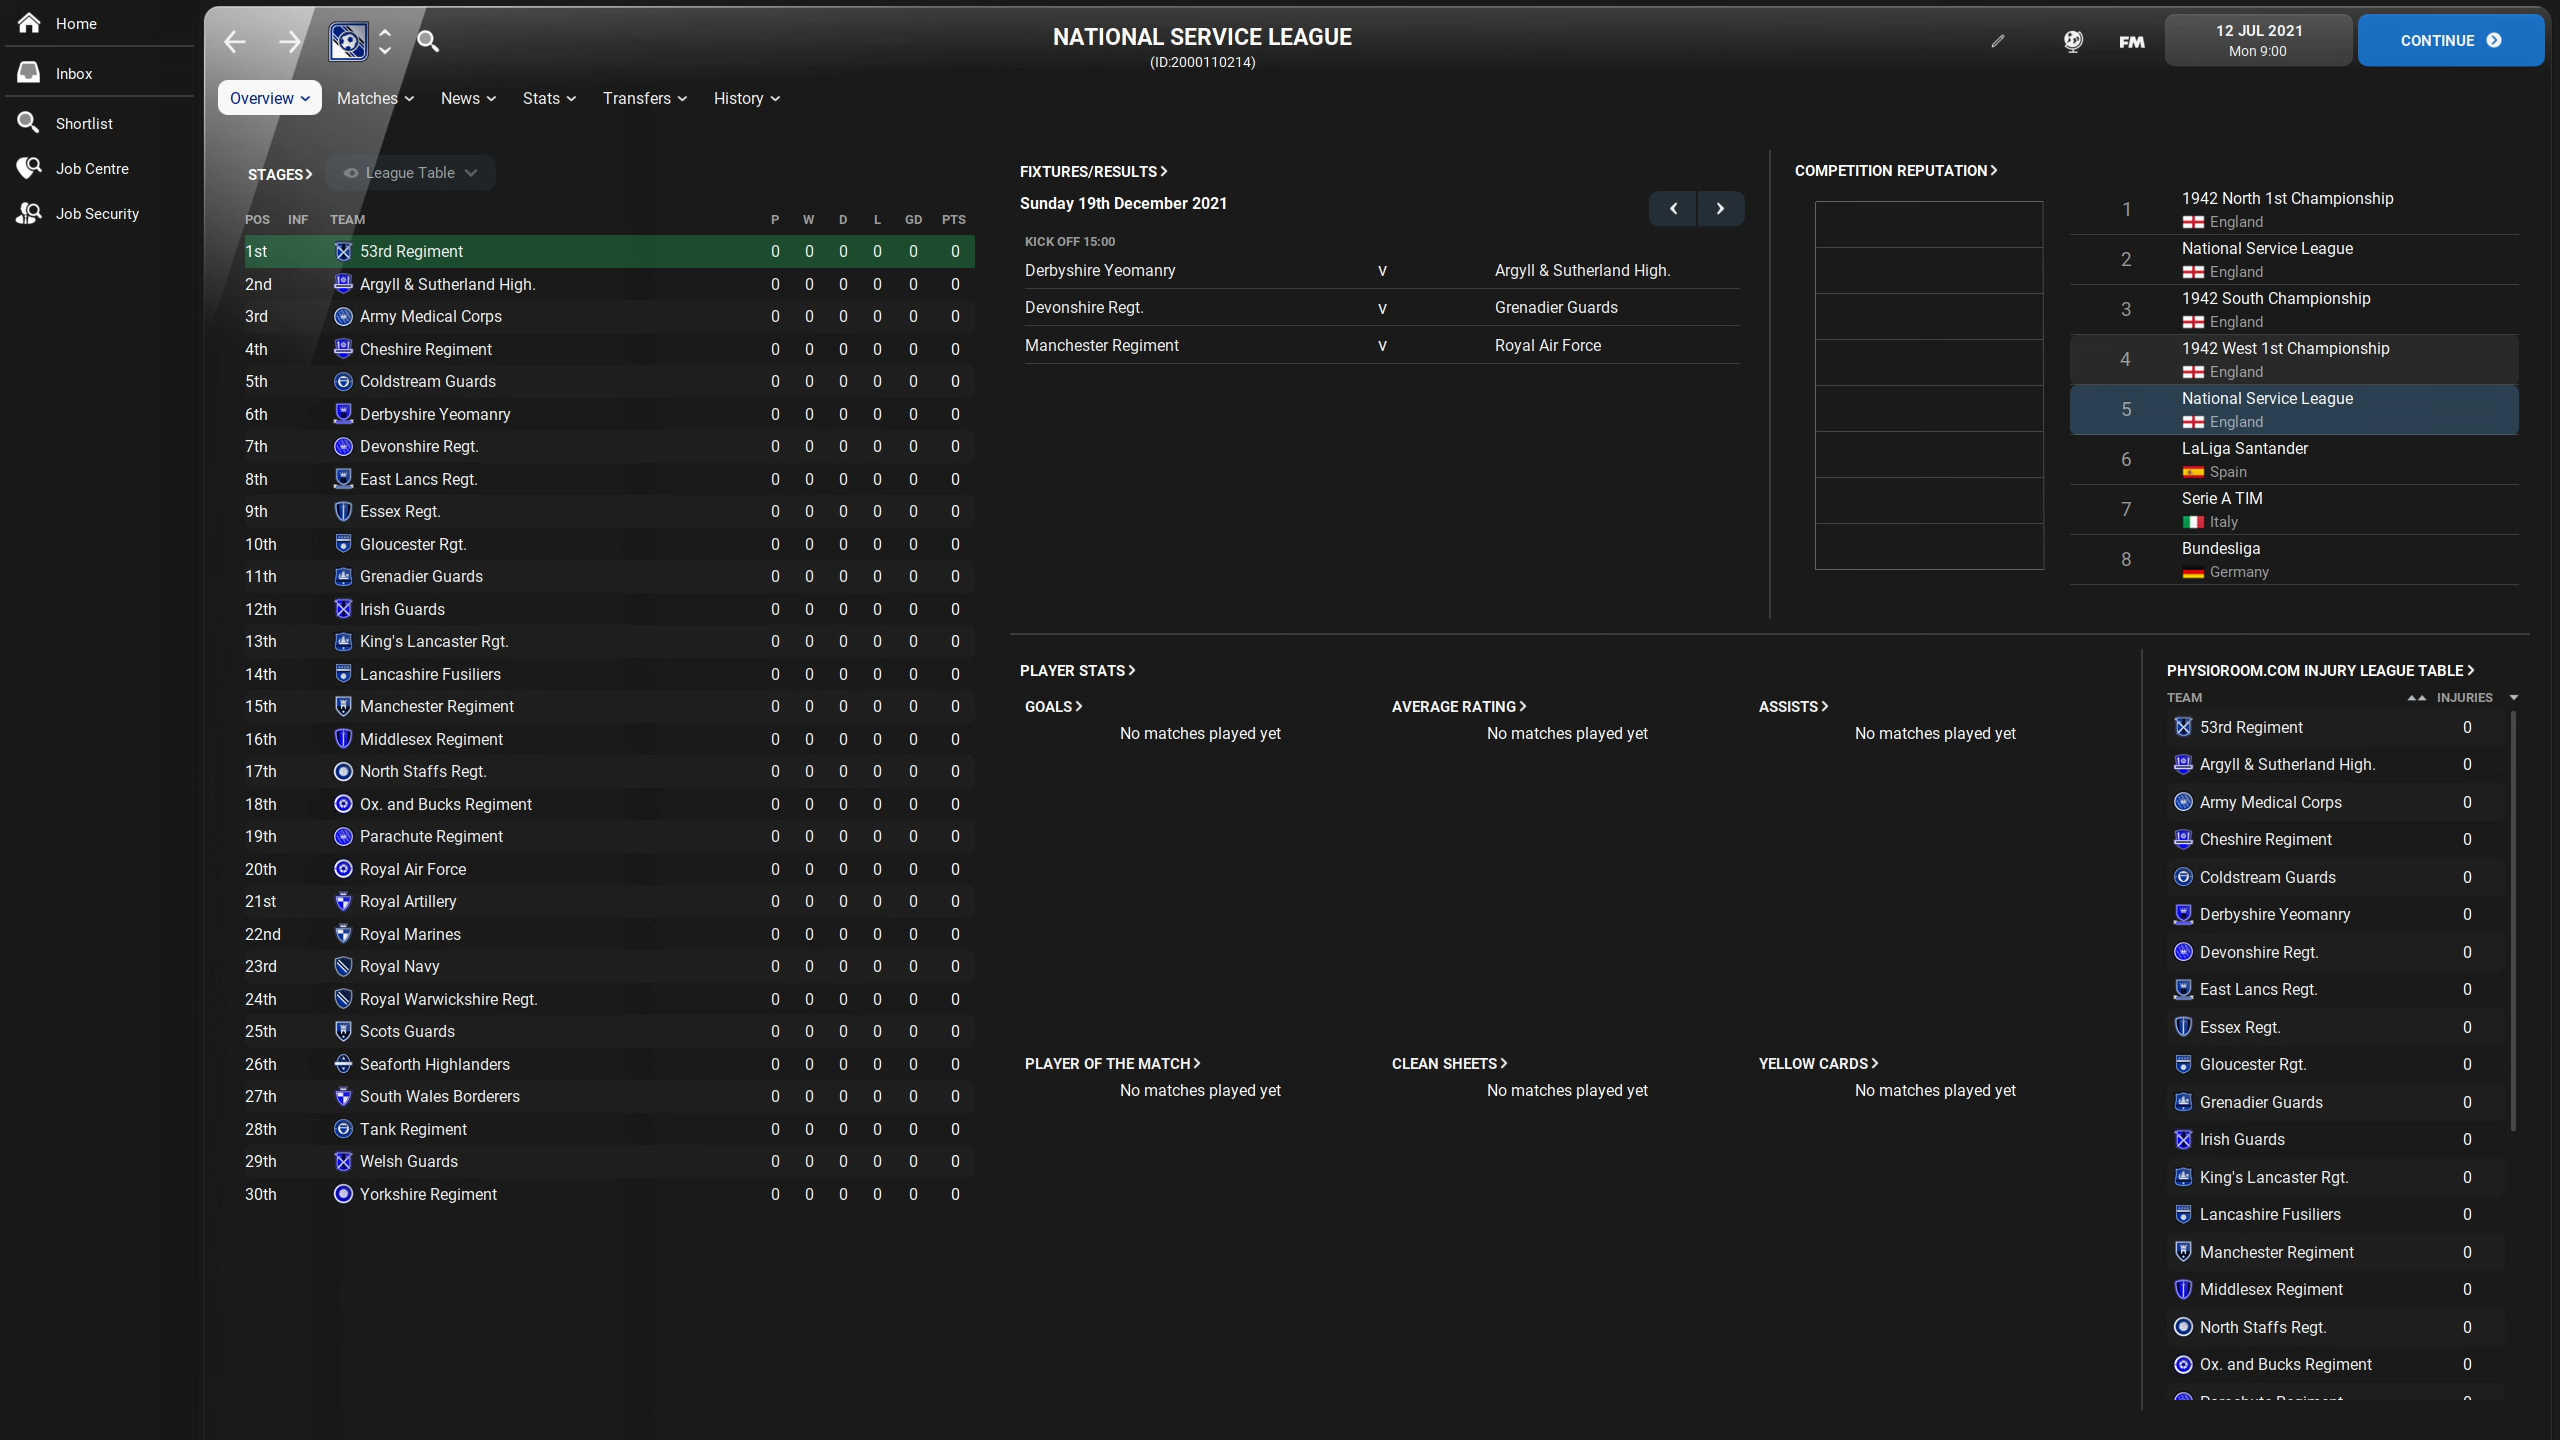 Home
Inbox
Shortlist
Job Centre
Job Security
NATIONAL SERVICE LEAGUE
(ID:2000110214)
FM
12 JUL 2021
Mon 9:00
CONTINUE
Overview Matches News Stats Transfers History
STAGES League Table
POS INF TEAM P W D L GD PTS
1st 53rd Regiment 0 0 0 0 0 0
2nd Argyll & Sutherland High. 0 0 0 0 0 0
3rd Army Medical Corps 0 0 0 0 0 0
4th Cheshire Regiment 0 0 0 0 0 0
5th Coldstream Guards 0 0 0 0 0 0
6th Derbyshire Yeomanry 0 0 0 0 0 0
7th Devonshire Regt. 0 0 0 0 0 0
8th East Lancs Regt. 0 0 0 0 0 0
9th Essex Regt. 0 0 0 0 0 0
10th Gloucester Rgt. 0 0 0 0 0 0
11th Grenadier Guards 0 0 0 0 0 0
12th Irish Guards 0 0 0 0 0 0
13th King's Lancaster Rgt. 0 0 0 0 0 0
14th Lancashire Fusiliers 0 0 0 0 0 0
15th Manchester Regiment 0 0 0 0 0 0
16th Middlesex Regiment 0 0 0 0 0 0
17th North Staffs Regt. 0 0 0 0 0 0
18th Ox. and Bucks Regiment 0 0 0 0 0 0
19th Parachute Regiment 0 0 0 0 0 0
20th Royal Air Force 0 0 0 0 0 0
21st Royal Artillery 0 0 0 0 0 0
22nd Royal Marines 0 0 0 0 0 0
23rd Royal Navy 0 0 0 0 0 0
24th Royal Warwickshire Regt. 0 0 0 0 0 0
25th Scots Guards 0 0 0 0 0 0
26th Seaforth Highlanders 0 0 0 0 0 0
27th South Wales Borderers 0 0 0 0 0 0
28th Tank Regiment 0 0 0 0 0 0
29th Welsh Guards 0 0 0 0 0 0
30th Yorkshire Regiment 0 0 0 0 0 0
FIXTURES/RESULTS
Sunday 19th December 2021
KICK OFF 15:00
Derbyshire Yeomanry v Argyll & Sutherland High.
Devonshire Regt. v Grenadier Guards
Manchester Regiment v Royal Air Force
COMPETITION REPUTATION
1 1942 North 1st Championship
England
2 National Service League
England
3 1942 South Championship
England
4 1942 West 1st Championship
England
5 National Service League
England
6 LaLiga Santander
Spain
7 Serie A TIM
Italy
8 Bundesliga
Germany
PLAYER STATS
GOALS
No matches played yet
AVERAGE RATING
No matches played yet
ASSISTS
No matches played yet
PLAYER OF THE MATCH
No matches played yet
CLEAN SHEETS
No matches played yet
YELLOW CARDS
No matches played yet
PHYSIOROOM.COM INJURY LEAGUE TABLE
TEAM INJURIES
53rd Regiment 0
Argyll & Sutherland High. 0
Army Medical Corps 0
Cheshire Regiment 0
Coldstream Guards 0
Derbyshire Yeomanry 0
Devonshire Regt. 0
East Lancs Regt. 0
Essex Regt. 0
Gloucester Rgt. 0
Grenadier Guards 0
Irish Guards 0
King's Lancaster Rgt. 0
Lancashire Fusiliers 0
Manchester Regiment 0
Middlesex Regiment 0
North Staffs Regt. 0
Ox. and Bucks Regiment 0